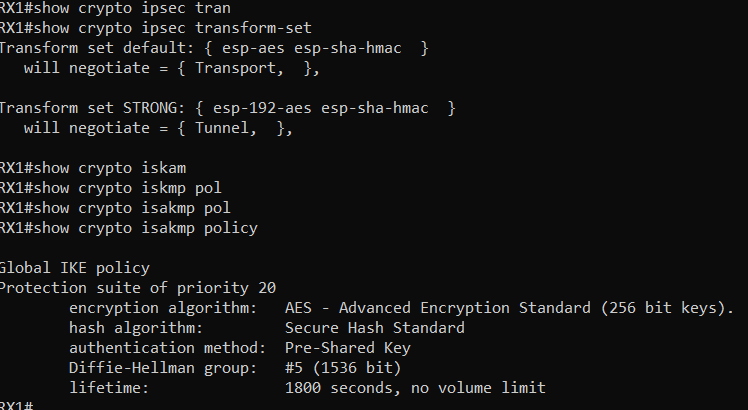 RX1#show crypto ipsec tran
RX1#show crypto ipsec transform-set
Transform set default: { esp-aes esp-sha-hmac  }
   will negotiate = { Transport,  },

Transform set STRONG: { esp-192-aes esp-sha-hmac  }
   will negotiate = { Tunnel,  },

RX1#show crypto iskam
RX1#show crypto iskmp pol
RX1#show crypto isakmp pol
RX1#show crypto isakmp policy

Global IKE policy
Protection suite of priority 20
        encryption algorithm:   AES - Advanced Encryption Standard (256 bit keys).
        hash algorithm:         Secure Hash Standard
        authentication method:  Pre-Shared Key
        Diffie-Hellman group:   #5 (1536 bit)
        lifetime:               1800 seconds, no volume limit
RX1#